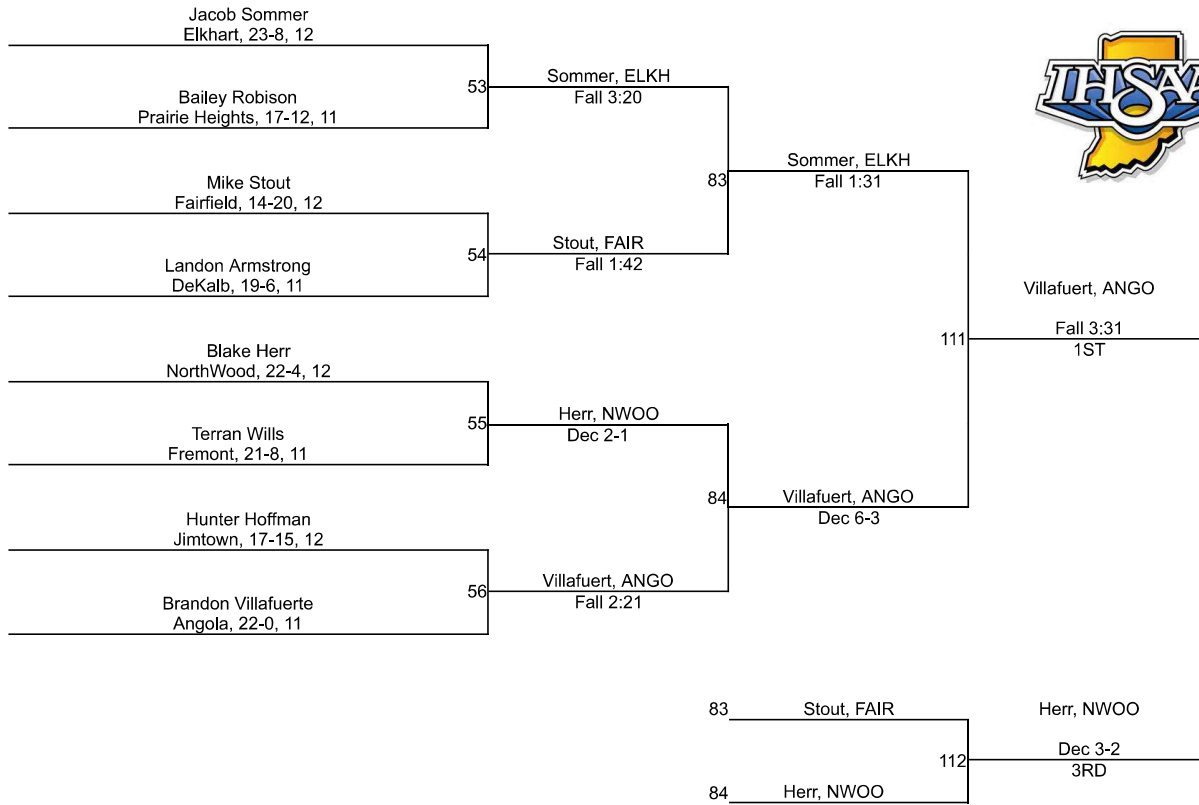 Jacob Sommer
Elkhart, 23-8, 12
53
Bailey Robison
Prairie Heights, 17-12, 11
Sommer, ELKH
Fall 3:20
Mike Stout
Fairfield, 14-20, 12
54
Landon Armstrong
DeKalb, 19-6, 11
Stout, FAIR
Fall 1:42
83
Sommer, ELKH
Fall 1:31
Blake Herr
NorthWood, 22-4, 12
55
Terran Wills
Fremont, 21-8, 11
Herr, NWOO
Dec 2-1
Hunter Hoffman
Jimtown, 17-15, 12
56
Brandon Villafuerte
Angola, 22-0, 11
Villafuert, ANGO
Fall 2:21
84
Villafuert, ANGO
Dec 6-3
111
Villafuert, ANGO
Fall 3:31
1ST
IHSAA
83
Stout, FAIR
112
84
Herr, NWOO
Herr, NWOO
Dec 3-2
3RD